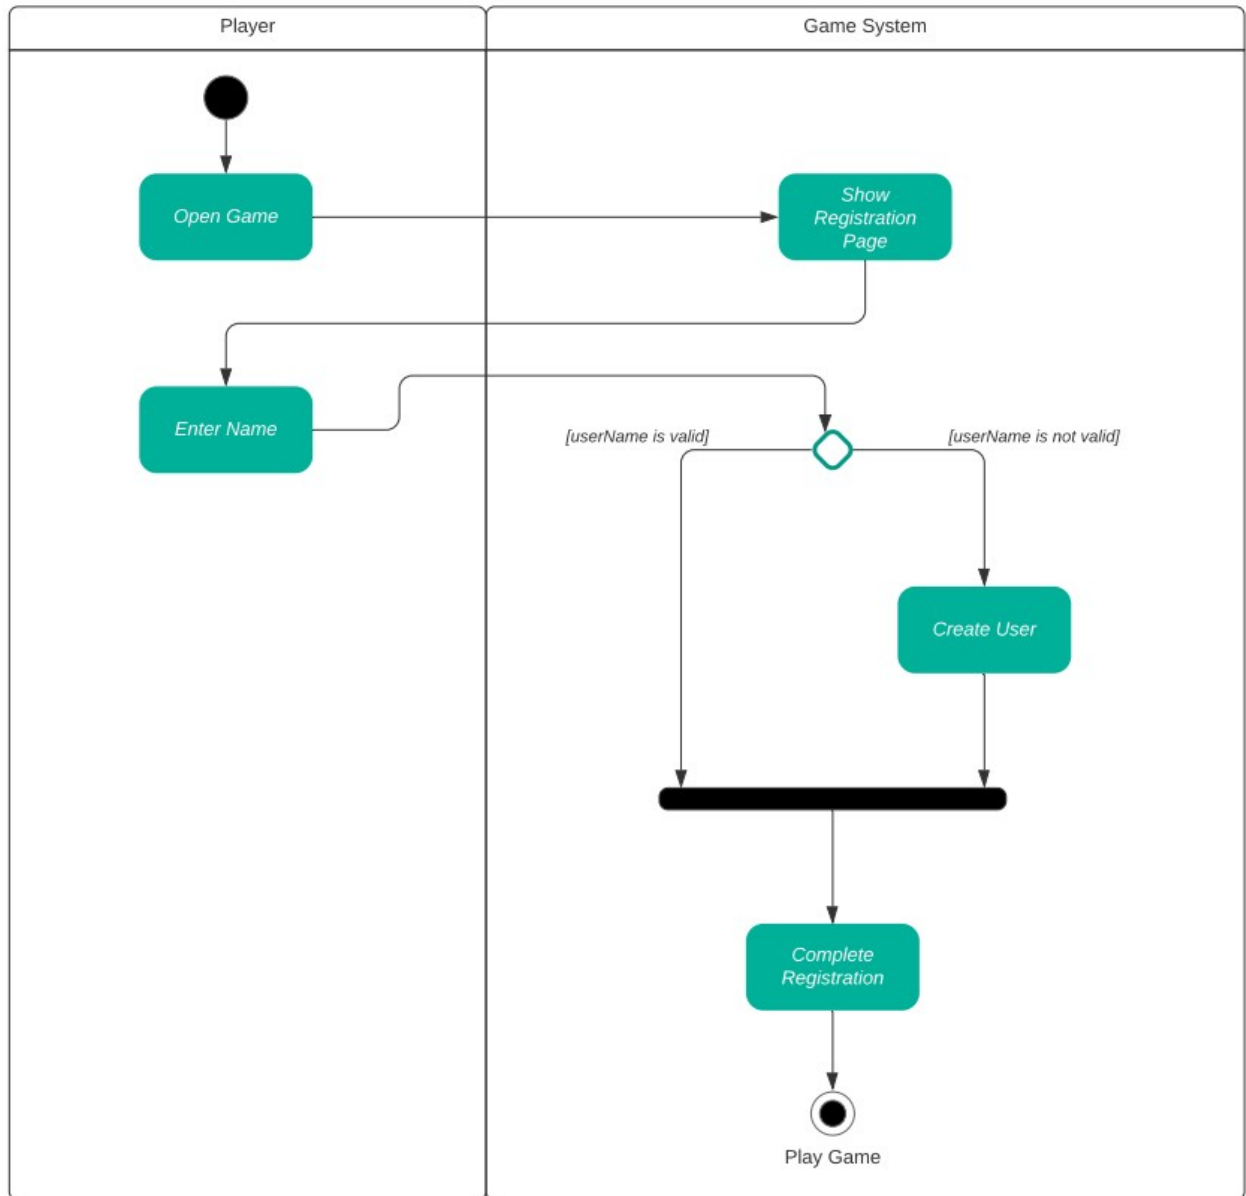 Player
Game System
Open Game
Show
Registration
Page
Enter Name
[userName is valid]
[userName is not valid]
Create User
Complete
Registration
Play Game